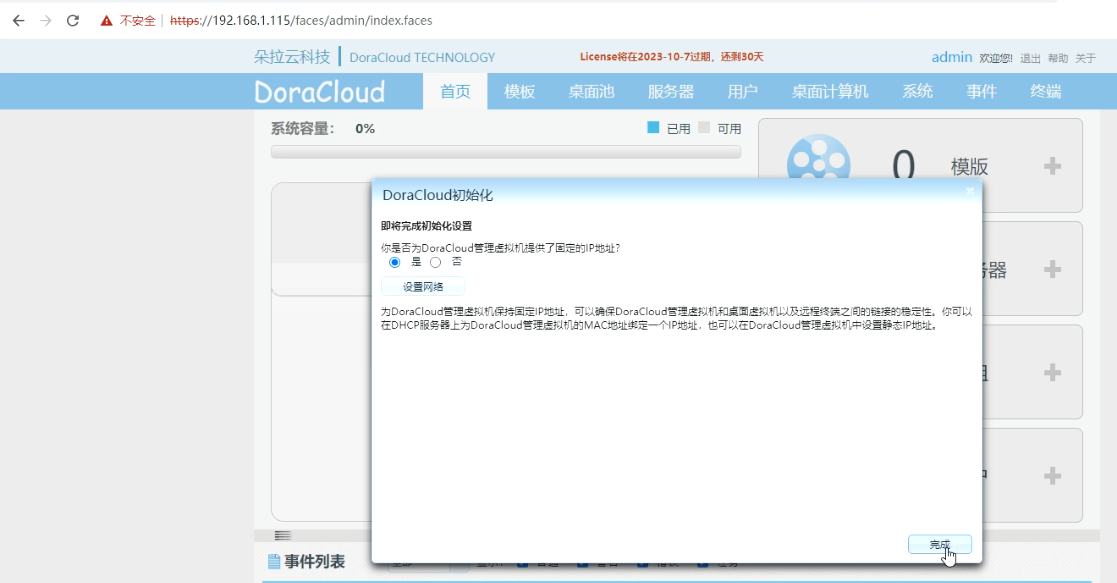 不安全 https://192.168.1.115/faces/admin/index.faces
朵拉云科技 DoraCloud TECHNOLOGY License将在2023-10-7过期，还剩30天 admin 欢迎您! 退出 帮助 关于
DoraCloud 首页 模板 桌面池 服务器 用户 桌面计算机 系统 事件 终端
系统容量： 0% 已用 可用
0 模版
DoraCloud初始化
即将完成初始化设置
你是否为DoraCloud管理虚拟机提供了固定的IP地址?
是 否
设置网络
为DoraCloud管理虚拟机保持固定IP地址，可以确保DoraCloud管理虚拟机和桌面虚拟机以及远程终端之间的链接的稳定性。你可以
在DHCP服务器上为DoraCloud管理虚拟机的MAC地址绑定一个IP地址，也可以在DoraCloud管理虚拟机中设置静态IP地址。
完成
事件列表